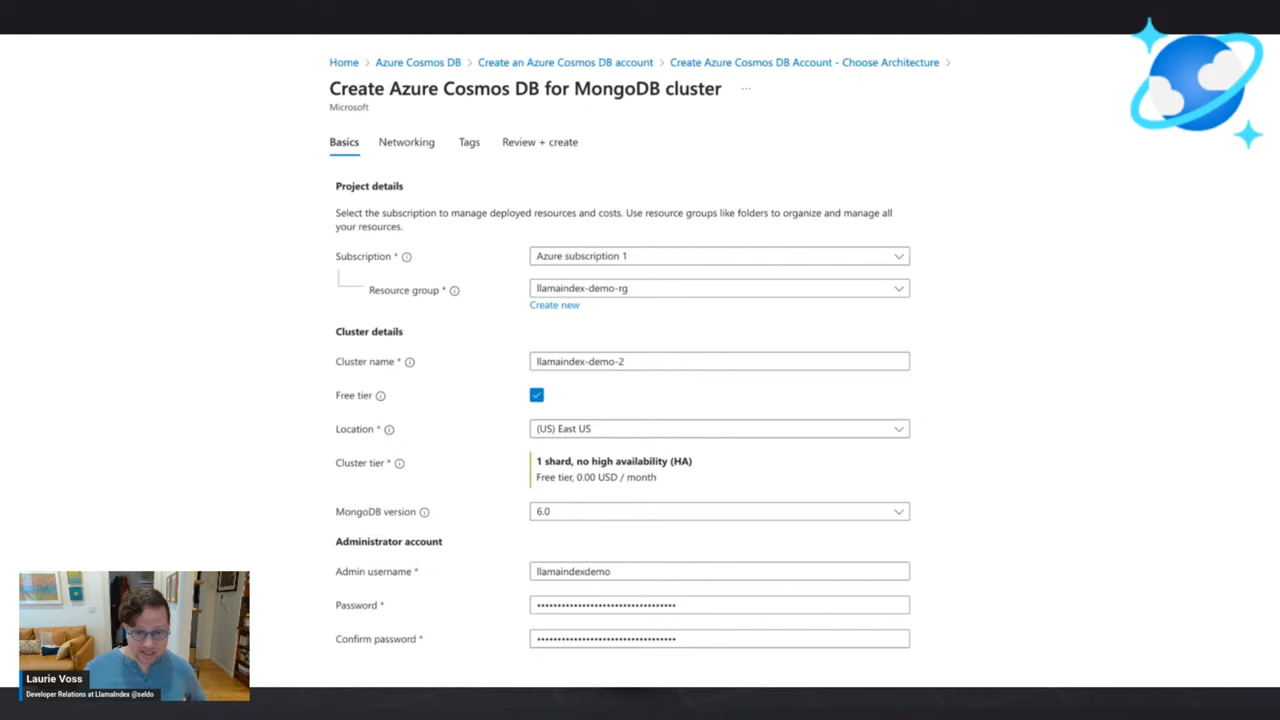 Home > Azure Cosmos DB > Create an Azure Cosmos DB account > Create Azure Cosmos DB Account - Choose Architecture >
Create Azure Cosmos DB for MongoDB cluster ...
Microsoft
Basics Networking Tags Review + create
Project details
Select the subscription to manage deployed resources and costs. Use resource groups like folders to organize and manage all
your resources.
Subscription * Azure subscription 1
Resource group * llamaindex-demo-rg
Create new
Cluster details
Cluster name * llamaindex-demo-2
Free tier
Location * (US) East US
Cluster tier * 1 shard, no high availability (HA)
Free tier, 0.00 USD / month
MongoDB version 6.0
Administrator account
Admin username * llamaindexdemo
Password * ••••••••••••••••••••••••••••••••••
Confirm password * ••••••••••••••••••••••••••••••••••
Laurie Voss
Developer Relations at LlamaIndex @seldo